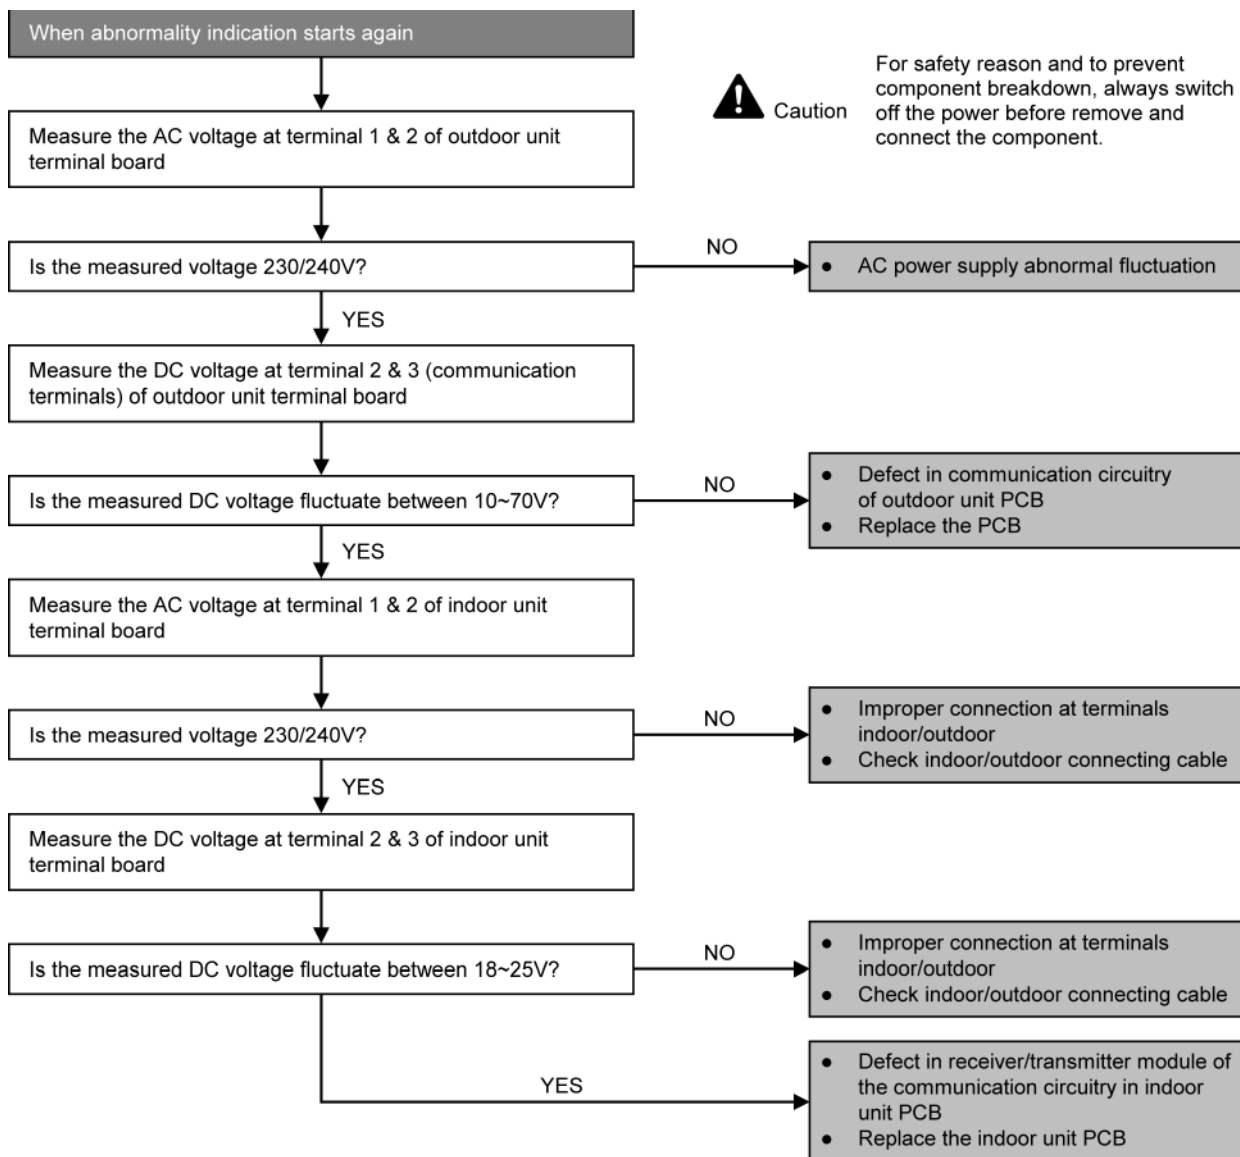 When abnormality indication starts again
For safety reason and to prevent
component breakdown, always switch
off the power before remove and
connect the component.
Caution
Measure the AC voltage at terminal 1 & 2 of outdoor unit
terminal board
Is the measured voltage 230/240V?
NO
● AC power supply abnormal fluctuation
YES
Measure the DC voltage at terminal 2 & 3 (communication
terminals) of outdoor unit terminal board
Is the measured DC voltage fluctuate between 10~70V?
NO
● Defect in communication circuitry
of outdoor unit PCB
● Replace the PCB
YES
Measure the AC voltage at terminal 1 & 2 of indoor unit
terminal board
Is the measured voltage 230/240V?
NO
● Improper connection at terminals
indoor/outdoor
● Check indoor/outdoor connecting cable
YES
Measure the DC voltage at terminal 2 & 3 of indoor unit
terminal board
Is the measured DC voltage fluctuate between 18~25V?
NO
● Improper connection at terminals
indoor/outdoor
● Check indoor/outdoor connecting cable
YES
● Defect in receiver/transmitter module of
the communication circuitry in indoor
unit PCB
● Replace the indoor unit PCB